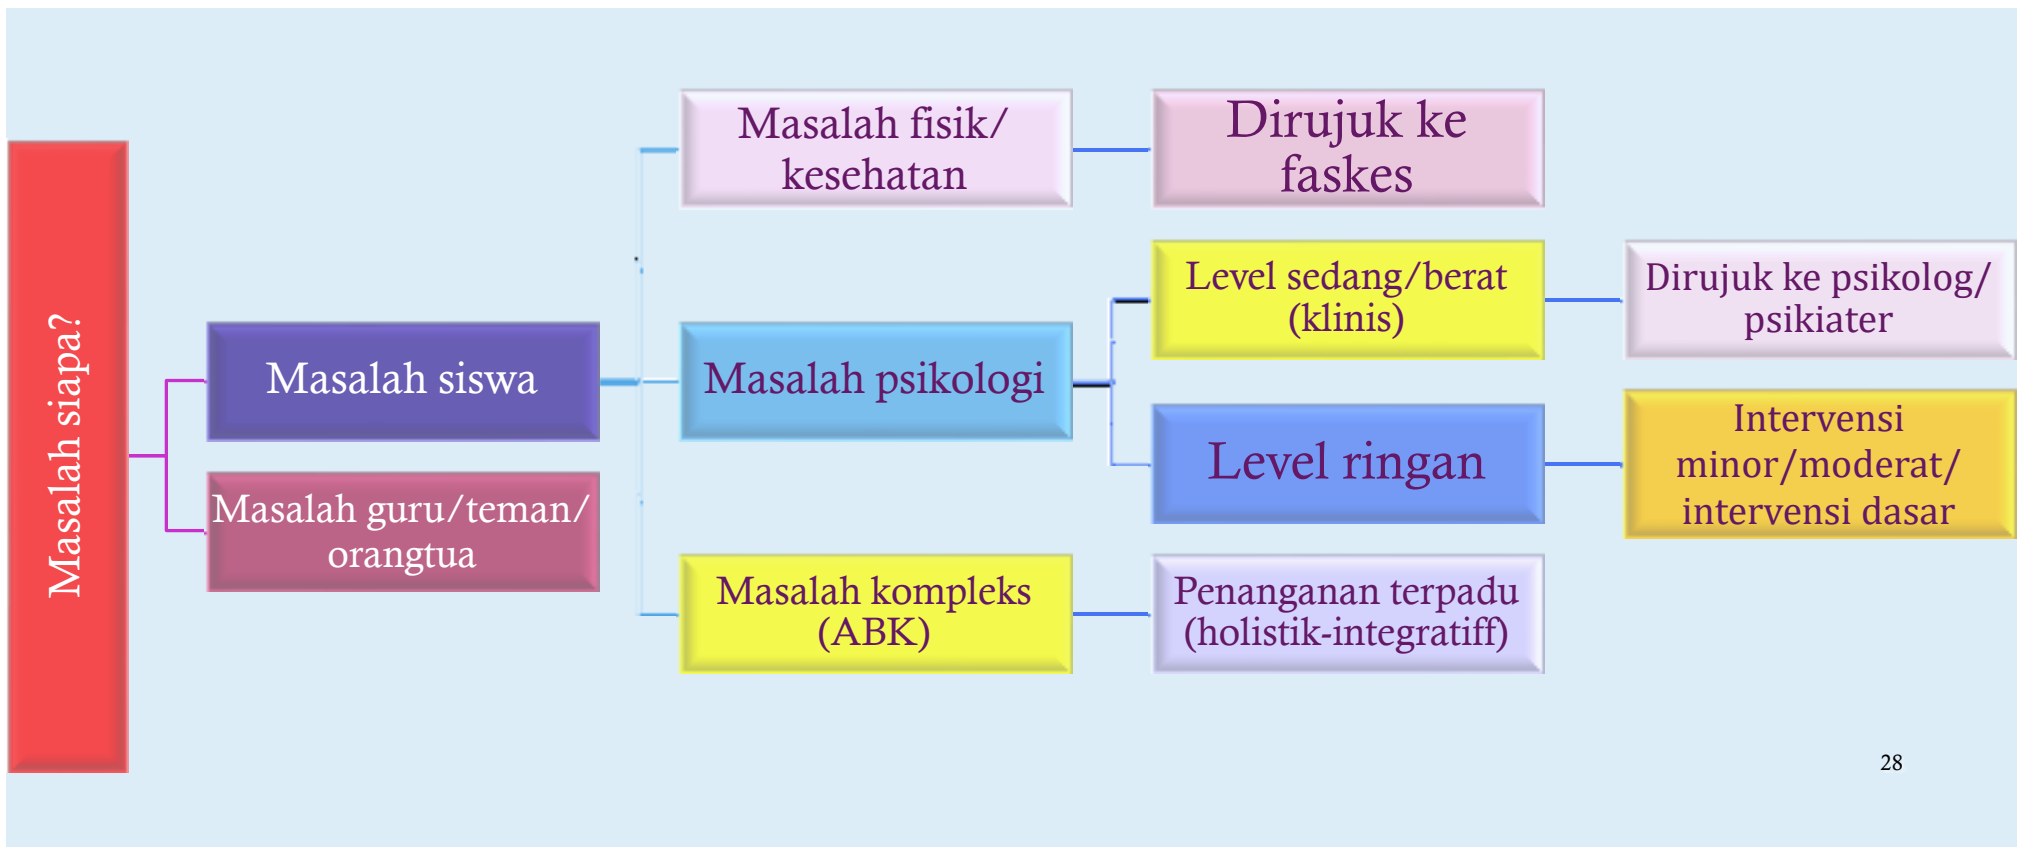 Masalah siapa?
Masalah siswa
Masalah guru/teman/
orangtua
Masalah fisik/
kesehatan
Dirujuk ke
faskes
Masalah psikologi
Level sedang/berat
(klinis)
Dirujuk ke psikolog/
psikiater
Level ringan
Intervensi
minor/moderat/
intervensi dasar
Masalah kompleks
(ABK)
Penanganan terpadu
(holistik-integratiff)
28